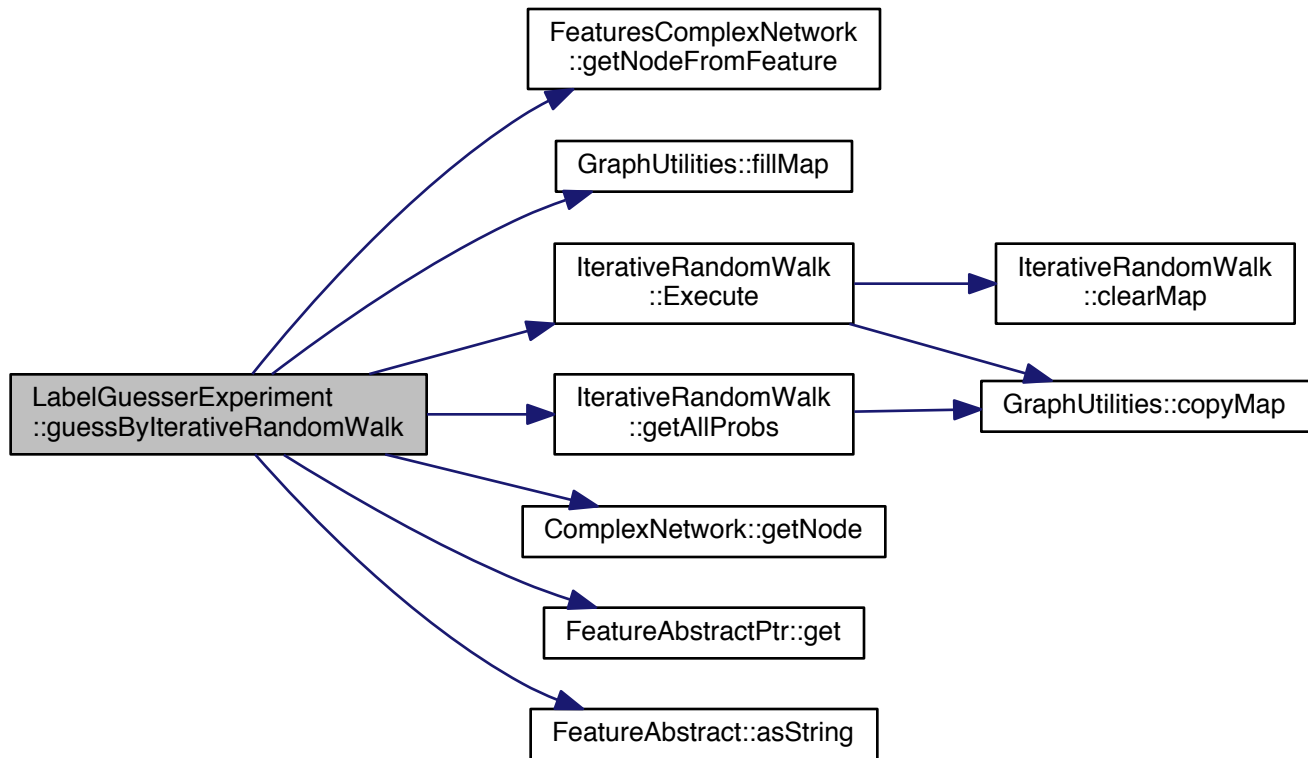 FeaturesComplexNetwork
::getNodeFromFeature
GraphUtilities::fillMap
IterativeRandomWalk
::Execute
IterativeRandomWalk
::clearMap
LabelGuesserExperiment
::guessByIterativeRandomWalk
IterativeRandomWalk
::getAllProbs
GraphUtilities::copyMap
ComplexNetwork::getNode
FeatureAbstractPtr::get
FeatureAbstract::asString